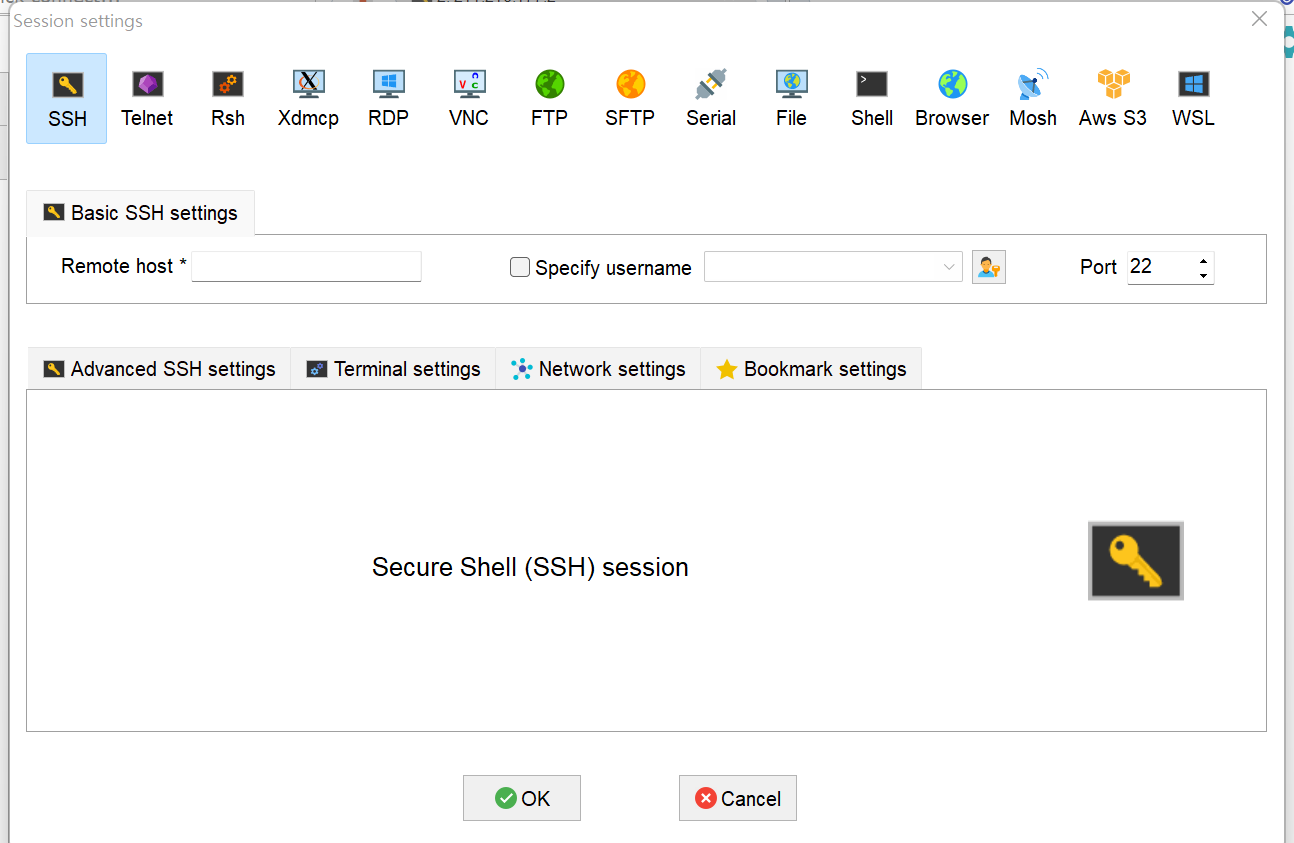 Session settings
SSH Telnet Rsh Xdmcp RDP VNC FTP SFTP Serial File Shell Browser Mosh Aws S3 WSL
Basic SSH settings
Remote host * Specify username Port 22
Advanced SSH settings Terminal settings Network settings Bookmark settings
Secure Shell (SSH) session
OK Cancel